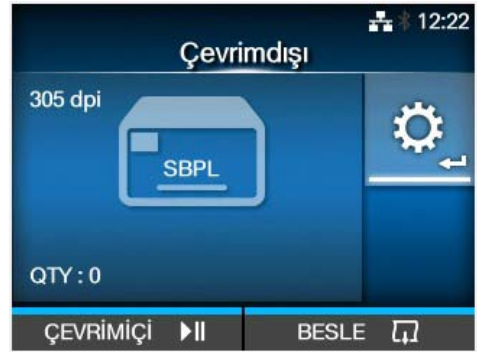 12:22
Çevrimdışı
305 dpi
SBPL
QTY : 0
ÇEVRİMİÇİ
BESLE